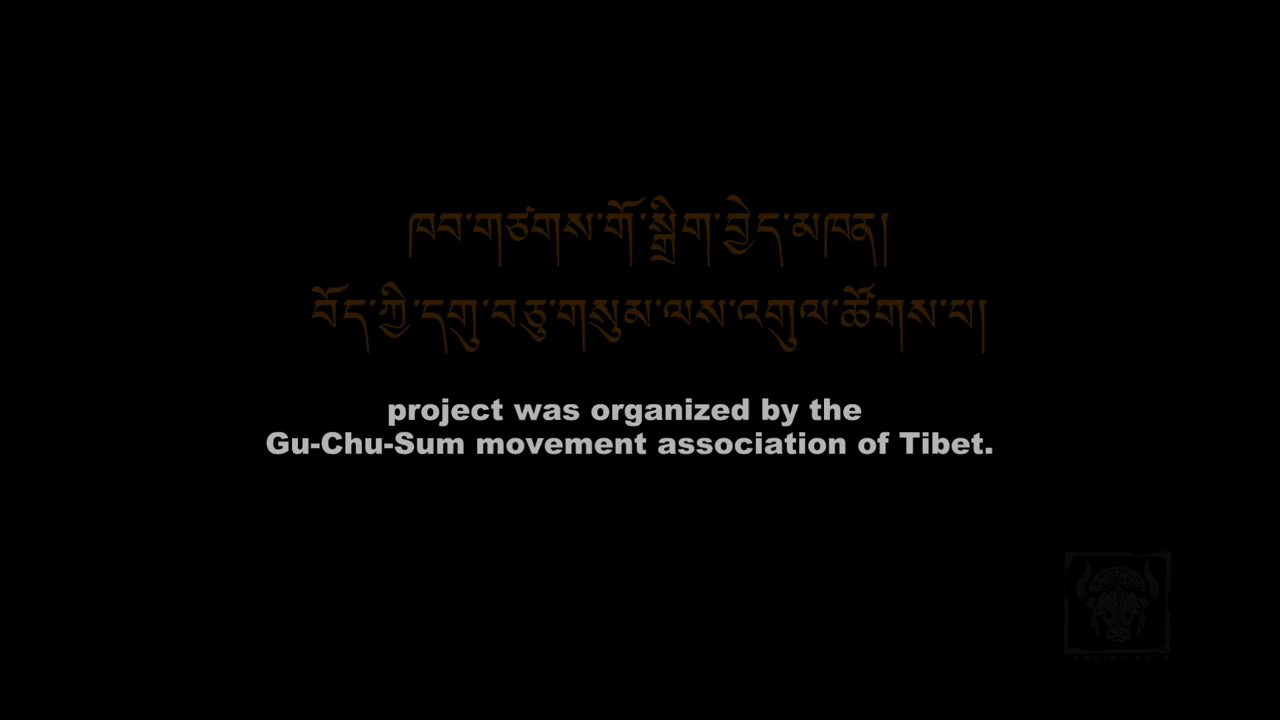 ཁབ་གཙགས་གོ་སྒྲིག་བྱེད་མཁན།
བོད་ཀྱི་དགུ་བཅུ་གསུམ་ལས་འགུལ་ཚོགས་པ།
project was organized by the
Gu-Chu-Sum movement association of Tibet.